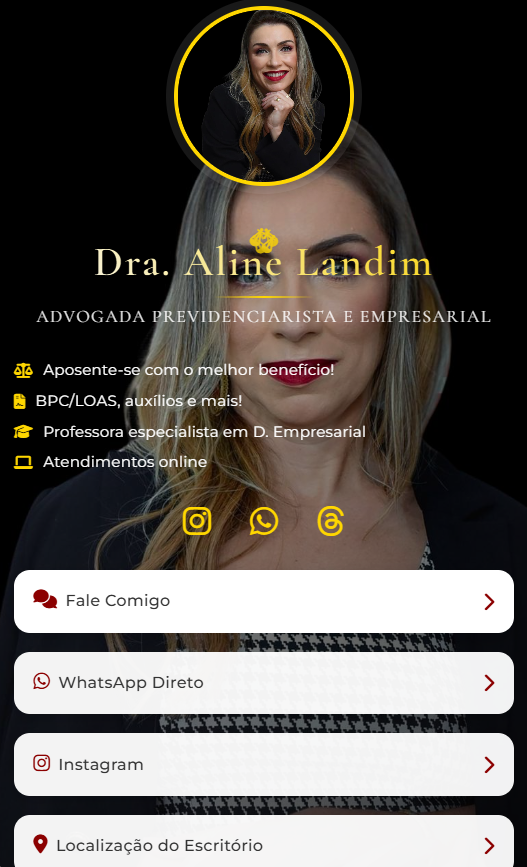 Dra. Aline Landim
ADVOGADA PREVIDENCIARISTA E EMPRESARIAL
Aposente-se com o melhor benefício!
BPC/LOAS, auxílios e mais!
Professora especialista em D. Empresarial
Atendimentos online
Fale Comigo
WhatsApp Direto
Instagram
Localização do Escritório